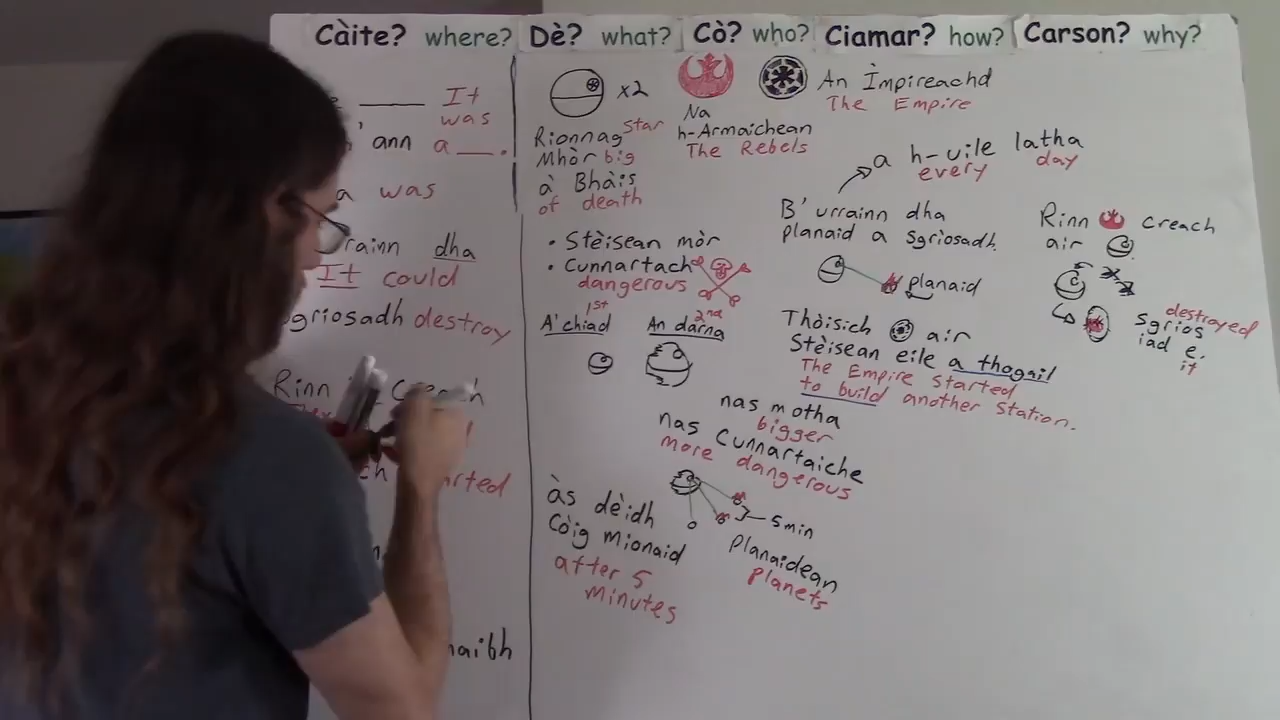 Càite? where? Dè? what? Cò? who? Ciamar? how? Carson? why?
It
was
ann a
a was
dha
It could
destroy
Rinn
maibh
x2
Rionnag Star
Mhòr big
à Bhàis
of death
Na
h-Armaichean
The Rebels
An Ìmpireachd
The Empire
a h-uile latha
every day
• Stèisean mòr
• Cunnartach
dangerous
1st 2nd
A'chiad An dàrna
B'urrainn dha
planaid a sgriosadh.
planaid
Rinn creach
air
destroyed
sgrios
iad e.
it
Thòisich air
Stèisean eile a thogail
The Empire started
to build another station.
nas motha
bigger
nas Cunnartaiche
more dangerous
às dèidh
Còig mionaid
after 5
minutes
5 min
Planaidean
planets